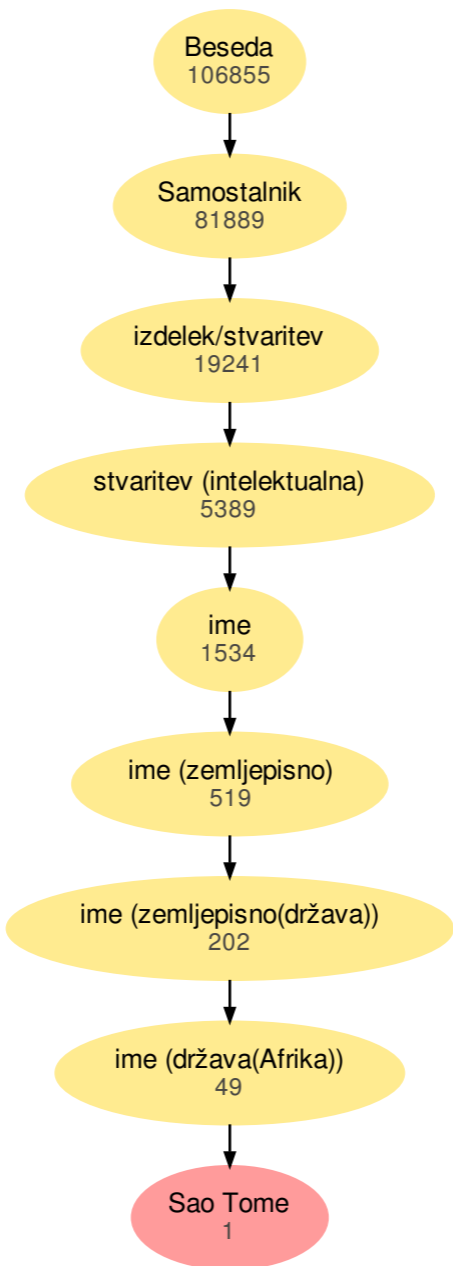 Beseda
106855
Samostalnik
81889
izdelek/stvaritev
19241
stvaritev (intelektualna)
5389
ime
1534
ime (zemljepisno)
519
ime (zemljepisno(država))
202
ime (država(Afrika))
49
Sao Tome
1